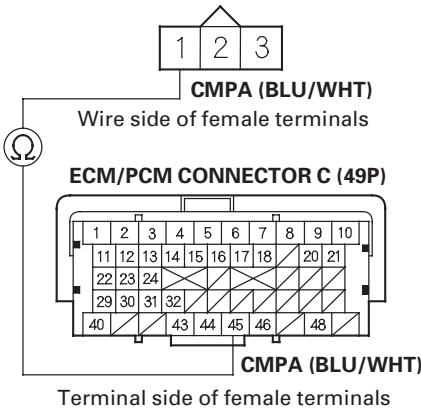 1 2 3
CMPA (BLU/WHT)
Wire side of female terminals
Ω
ECM/PCM CONNECTOR C (49P)
1 2 3 4 5 6 7 8 9 10
11 12 13 14 15 16 17 18 20 21
22 23 24
29 30 31 32
40 43 44 45 46 48
CMPA (BLU/WHT)
Terminal side of female terminals